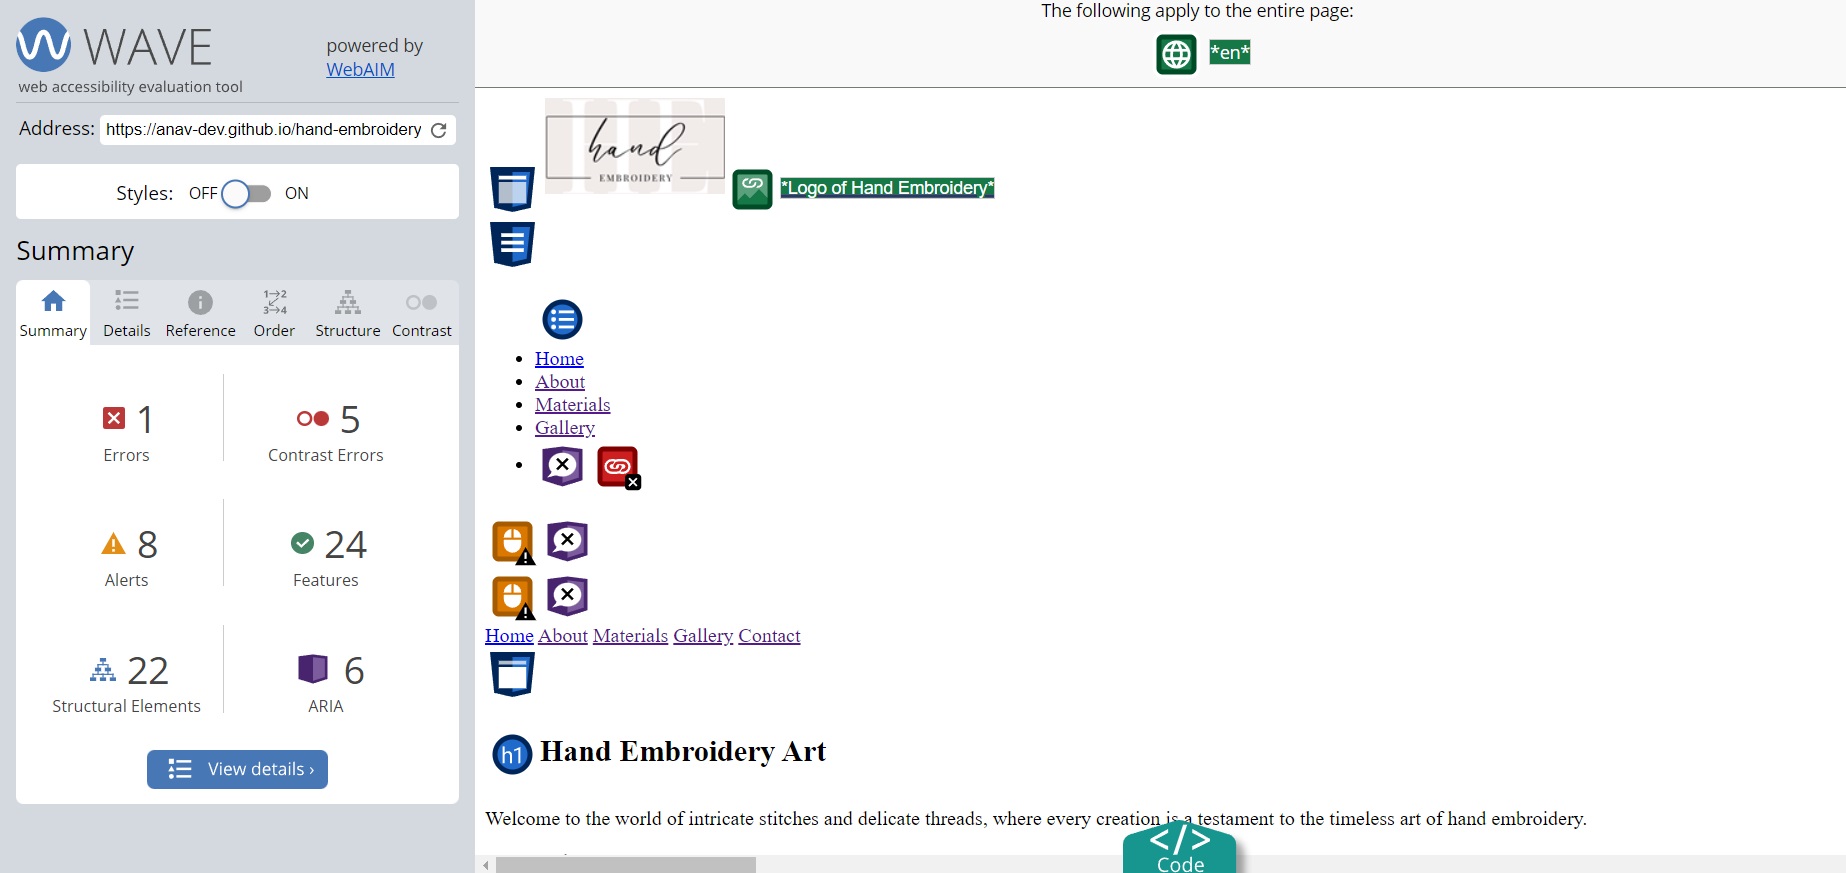 WAVE
web accessibility evaluation tool
powered by
WebAIM
Address: https://anav-dev.github.io/hand-embroidery
Styles: OFF ON
Summary
Summary Details Reference Order Structure Contrast
1 Errors
5 Contrast Errors
8 Alerts
24 Features
22 Structural Elements
6 ARIA
View details ›
The following apply to the entire page:
*en*
hand
EMBROIDERY
*Logo of Hand Embroidery*
Home
About
Materials
Gallery
Home About Materials Gallery Contact
h1 Hand Embroidery Art
Welcome to the world of intricate stitches and delicate threads, where every creation is a testament to the timeless art of hand embroidery.
</> Code